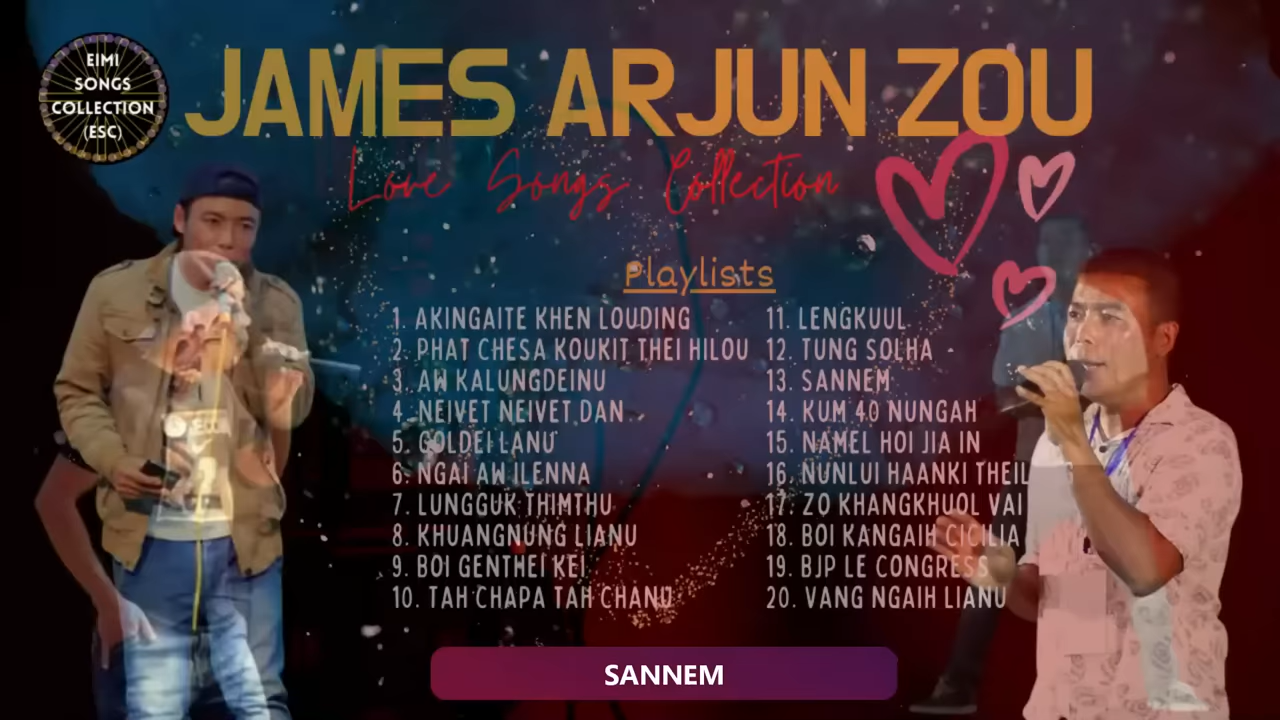 EIMI
SONGS
COLLECTION
(ESC)
JAMES ARJUN ZOU
Love Songs Collection
Playlists
1. AKINGAITE KHEN LOUDING
2. PHAT CHESA KOUKIT THEI HILOU
3. AW KALUNGDEINU
4. NEIVET NEIVET DAN
5. GOLDEI LANU
6. NGAI AW ILENNA
7. LUNGGUK THIMTHU
8. KHUANGNUNG LIANU
9. BOI GENTHEI KEI
10. TAH CHAPA TAH CHANU
11. LENGKUUL
12. TUNG SOLHA
13. SANNEM
14. KUM 40 NUNGAH
15. NAMEL HOI JIA IN
16. NUNLUI HAANKI THEIL
17. ZO KHANGKHUOL VAI
18. BOI KANGAIH CICILIA
19. BJP LE CONGRESS
20. VANG NGAIH LIANU
SANNEM